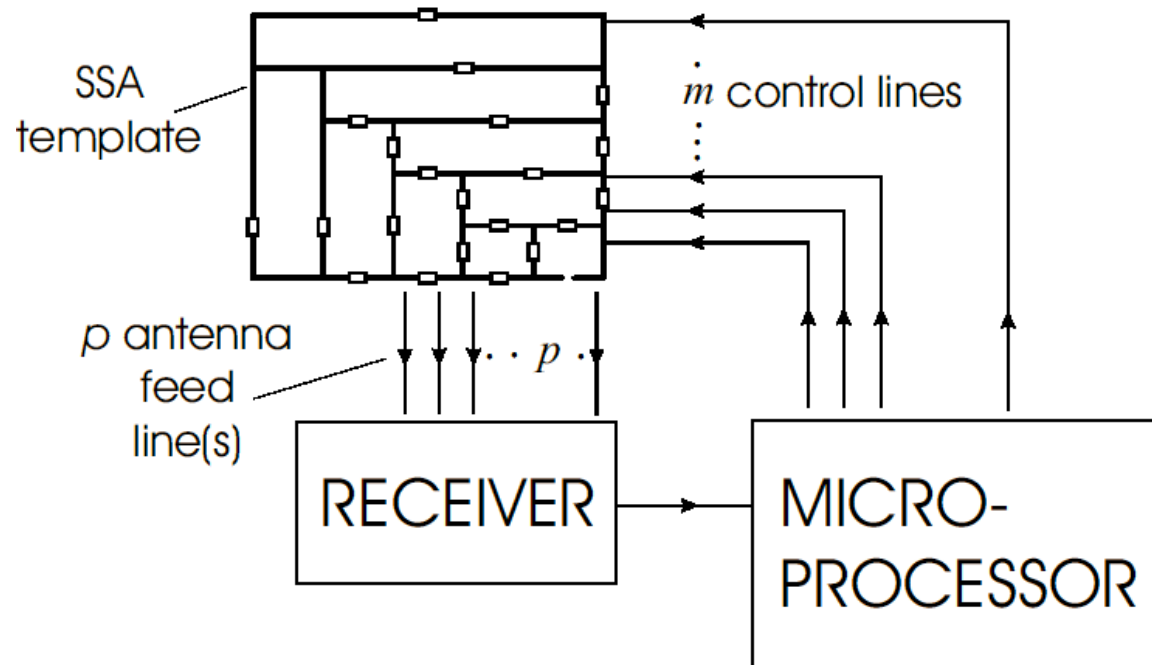 SSA
template
m control lines
p antenna
feed
line(s)
p
RECEIVER
MICRO-
PROCESSOR